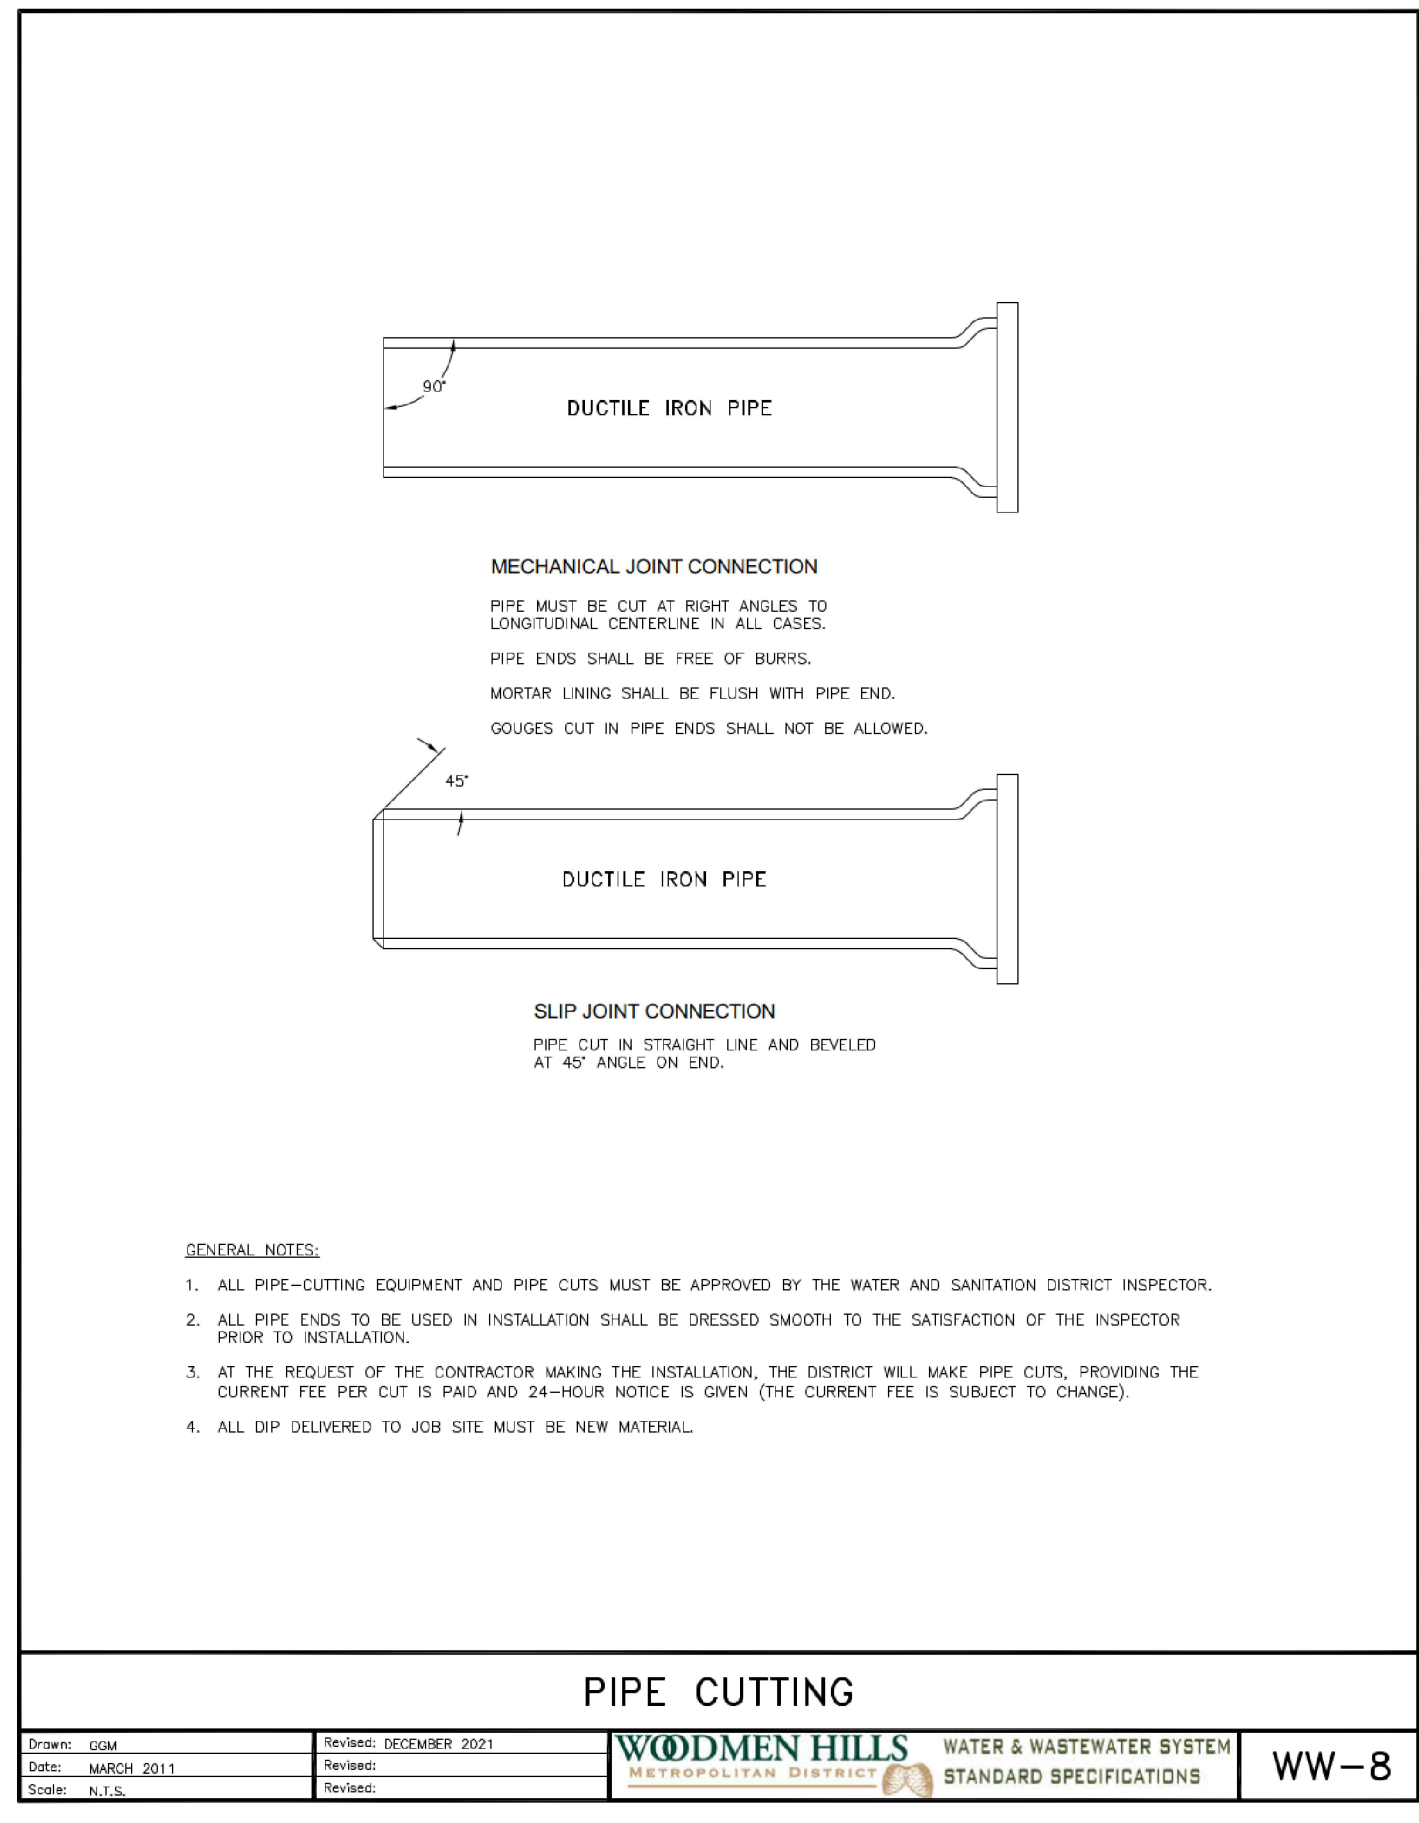 90°
DUCTILE IRON PIPE
MECHANICAL JOINT CONNECTION
PIPE MUST BE CUT AT RIGHT ANGLES TO
LONGITUDINAL CENTERLINE IN ALL CASES.
PIPE ENDS SHALL BE FREE OF BURRS.
MORTAR LINING SHALL BE FLUSH WITH PIPE END.
GOUGES CUT IN PIPE ENDS SHALL NOT BE ALLOWED.
45°
DUCTILE IRON PIPE
SLIP JOINT CONNECTION
PIPE CUT IN STRAIGHT LINE AND BEVELED
AT 45° ANGLE ON END.
GENERAL NOTES:
1. ALL PIPE-CUTTING EQUIPMENT AND PIPE CUTS MUST BE APPROVED BY THE WATER AND SANITATION DISTRICT INSPECTOR.
2. ALL PIPE ENDS TO BE USED IN INSTALLATION SHALL BE DRESSED SMOOTH TO THE SATISFACTION OF THE INSPECTOR
PRIOR TO INSTALLATION.
3. AT THE REQUEST OF THE CONTRACTOR MAKING THE INSTALLATION, THE DISTRICT WILL MAKE PIPE CUTS, PROVIDING THE
CURRENT FEE PER CUT IS PAID AND 24-HOUR NOTICE IS GIVEN (THE CURRENT FEE IS SUBJECT TO CHANGE).
4. ALL DIP DELIVERED TO JOB SITE MUST BE NEW MATERIAL.
PIPE CUTTING
Drawn: GGM
Date: MARCH 2011
Scale: N.T.S.
Revised: DECEMBER 2021
Revised:
Revised:
WOODMEN HILLS
METROPOLITAN DISTRICT
WATER & WASTEWATER SYSTEM
STANDARD SPECIFICATIONS
WW-8